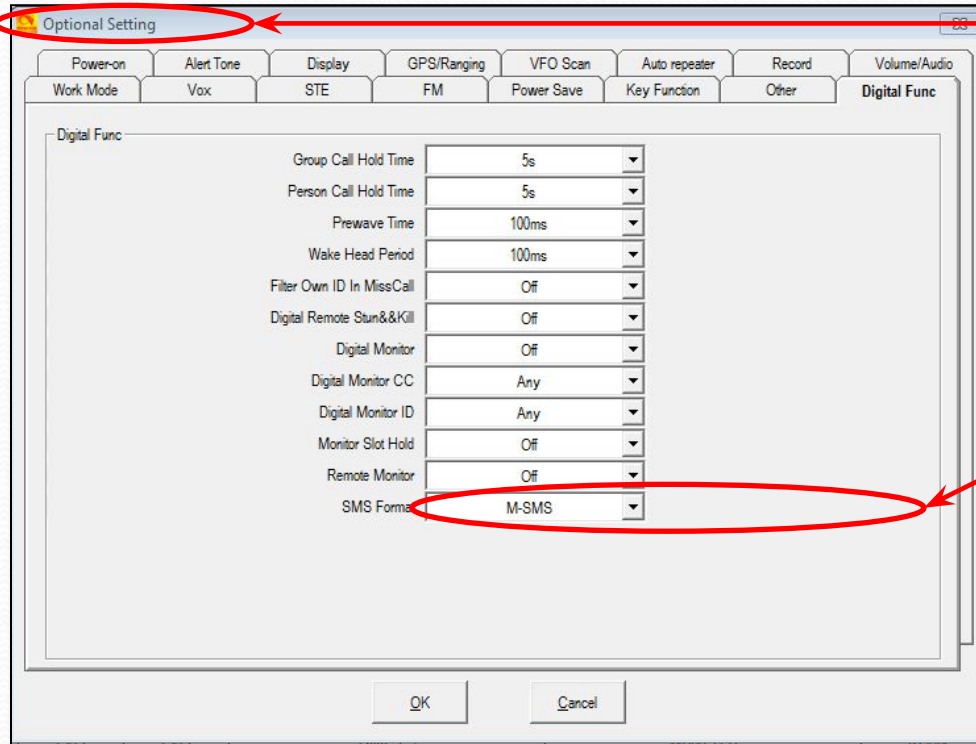 Optional Setting
Power-on Alert Tone Display GPS/Ranging VFO Scan Auto repeater Record Volume/Audio
Work Mode Vox STE FM Power Save Key Function Other Digital Func
Digital Func
Group Call Hold Time 5s
Person Call Hold Time 5s
Prewave Time 100ms
Wake Head Period 100ms
Filter Own ID In MissCall Off
Digital Remote Stun&&Kill Off
Digital Monitor Off
Digital Monitor CC Any
Digital Monitor ID Any
Monitor Slot Hold Off
Remote Monitor Off
SMS Format M-SMS
OK Cancel